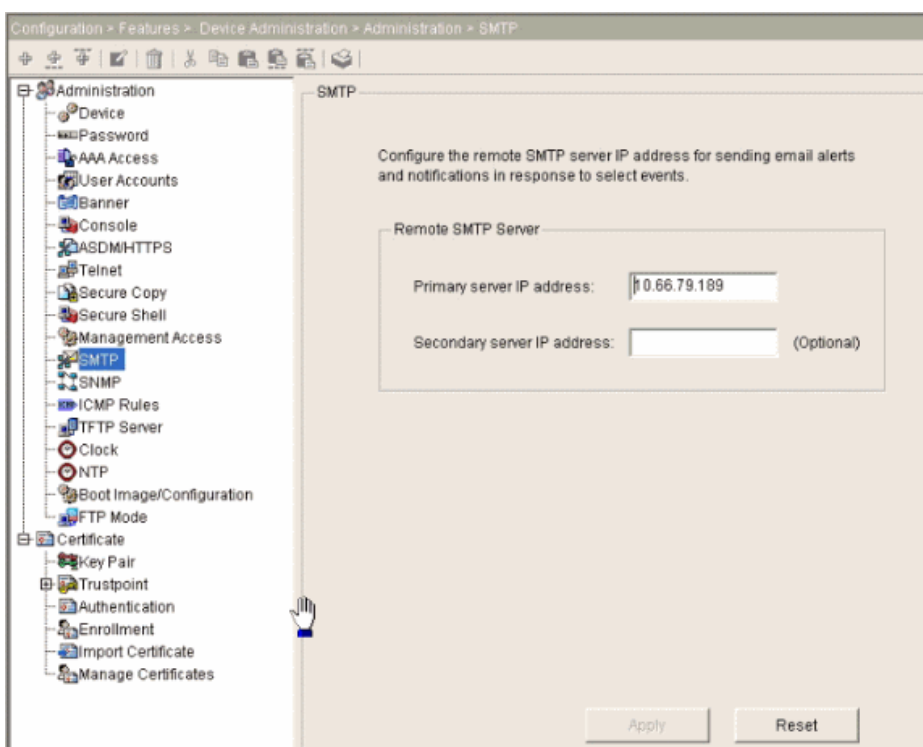 Configuration > Features > Device Administration > Administration > SMTP
Administration
Device
Password
AAA Access
User Accounts
Banner
Console
ASDM/HTTPS
Telnet
Secure Copy
Secure Shell
Management Access
SMTP
SNMP
ICMP Rules
TFTP Server
Clock
NTP
Boot Image/Configuration
FTP Mode
Certificate
Key Pair
Trustpoint
Authentication
Enrollment
Import Certificate
Manage Certificates
SMTP
Configure the remote SMTP server IP address for sending email alerts
and notifications in response to select events.
Remote SMTP Server
Primary server IP address: 10.66.79.189
Secondary server IP address: (Optional)
Apply Reset